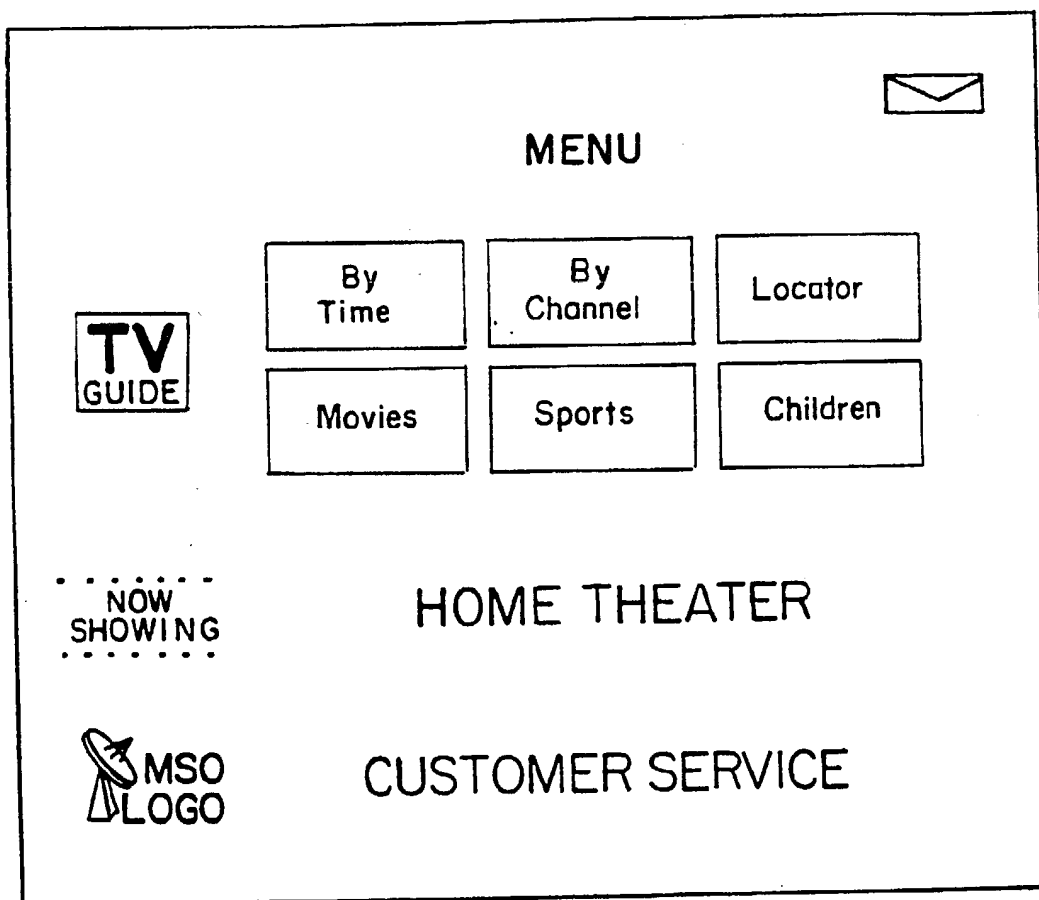 MENU
By
Time
By
Channel
Locator
TV
GUIDE
Movies
Sports
Children
NOW
SHOWING
HOME THEATER
MSO
LOGO
CUSTOMER SERVICE